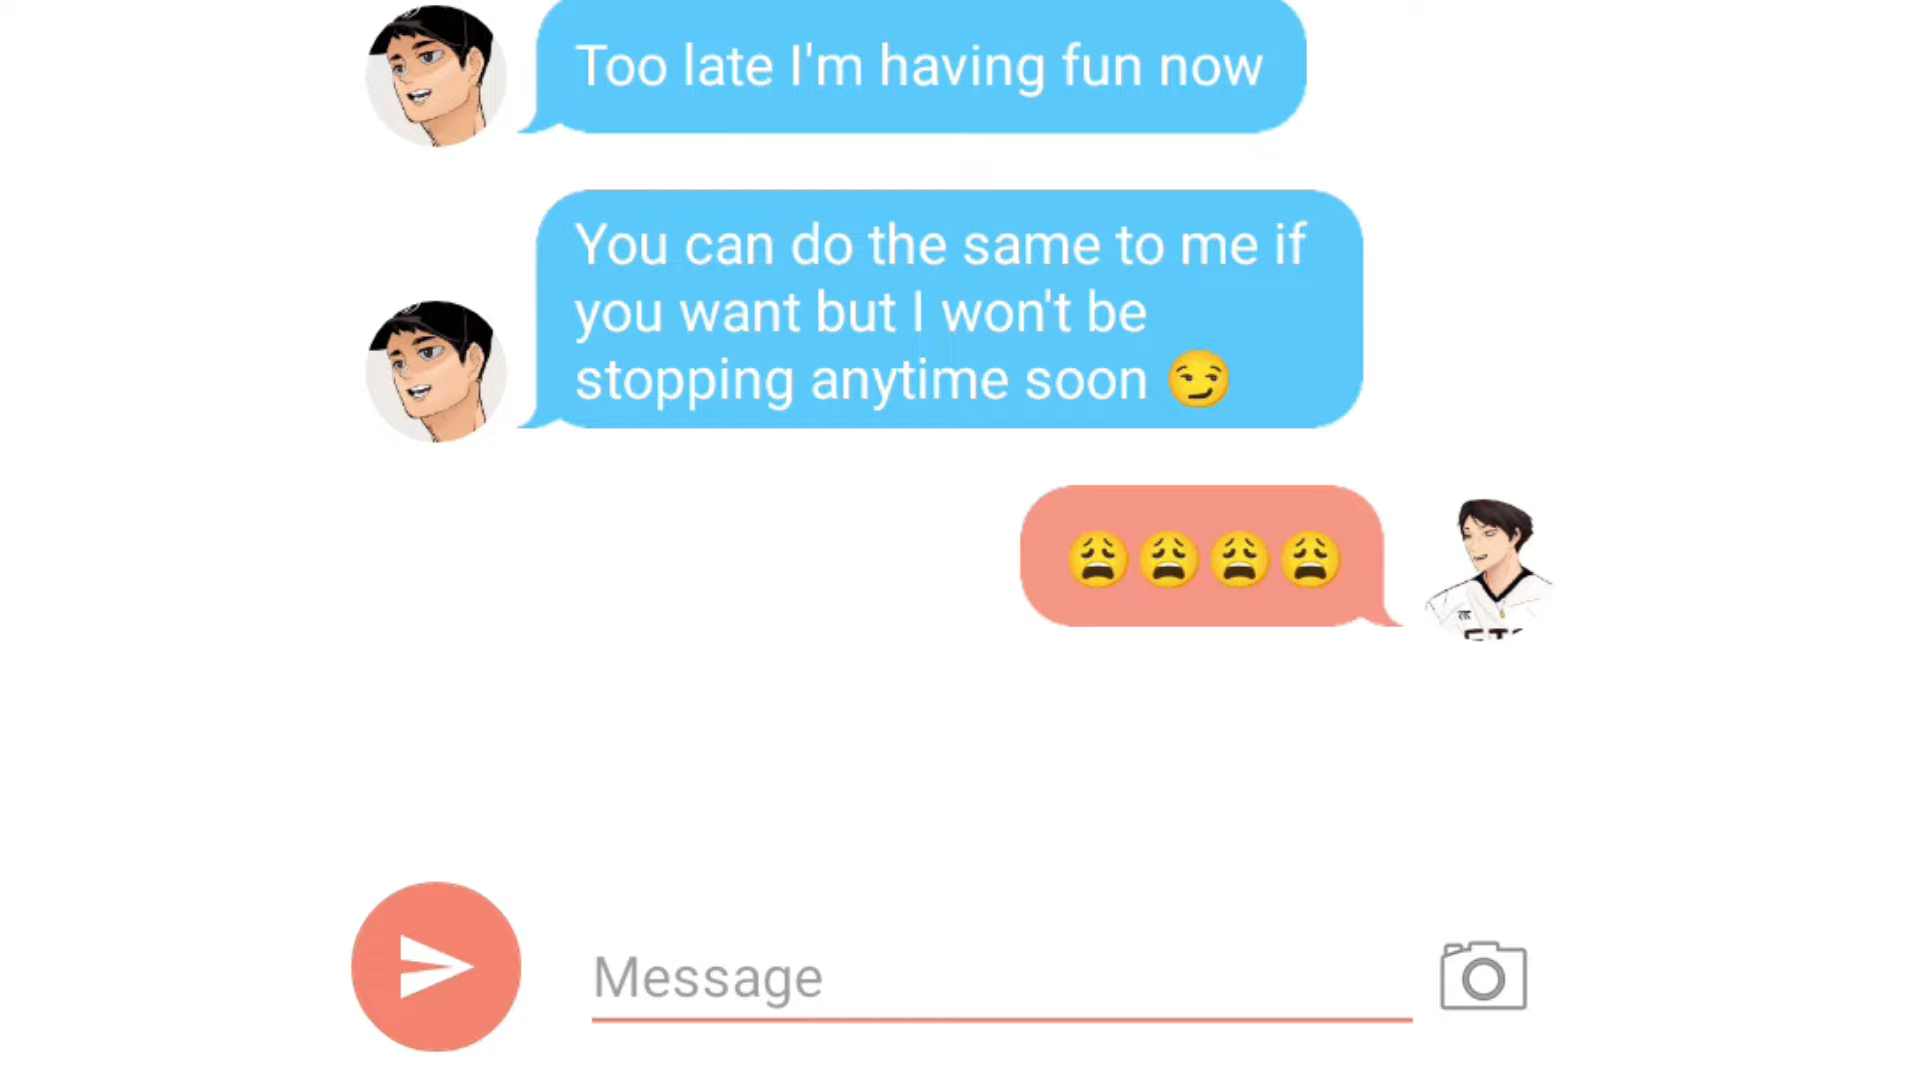 Too late I'm having fun now
You can do the same to me if
you want but I won't be
stopping anytime soon 😏
😩😩😩😩
Message